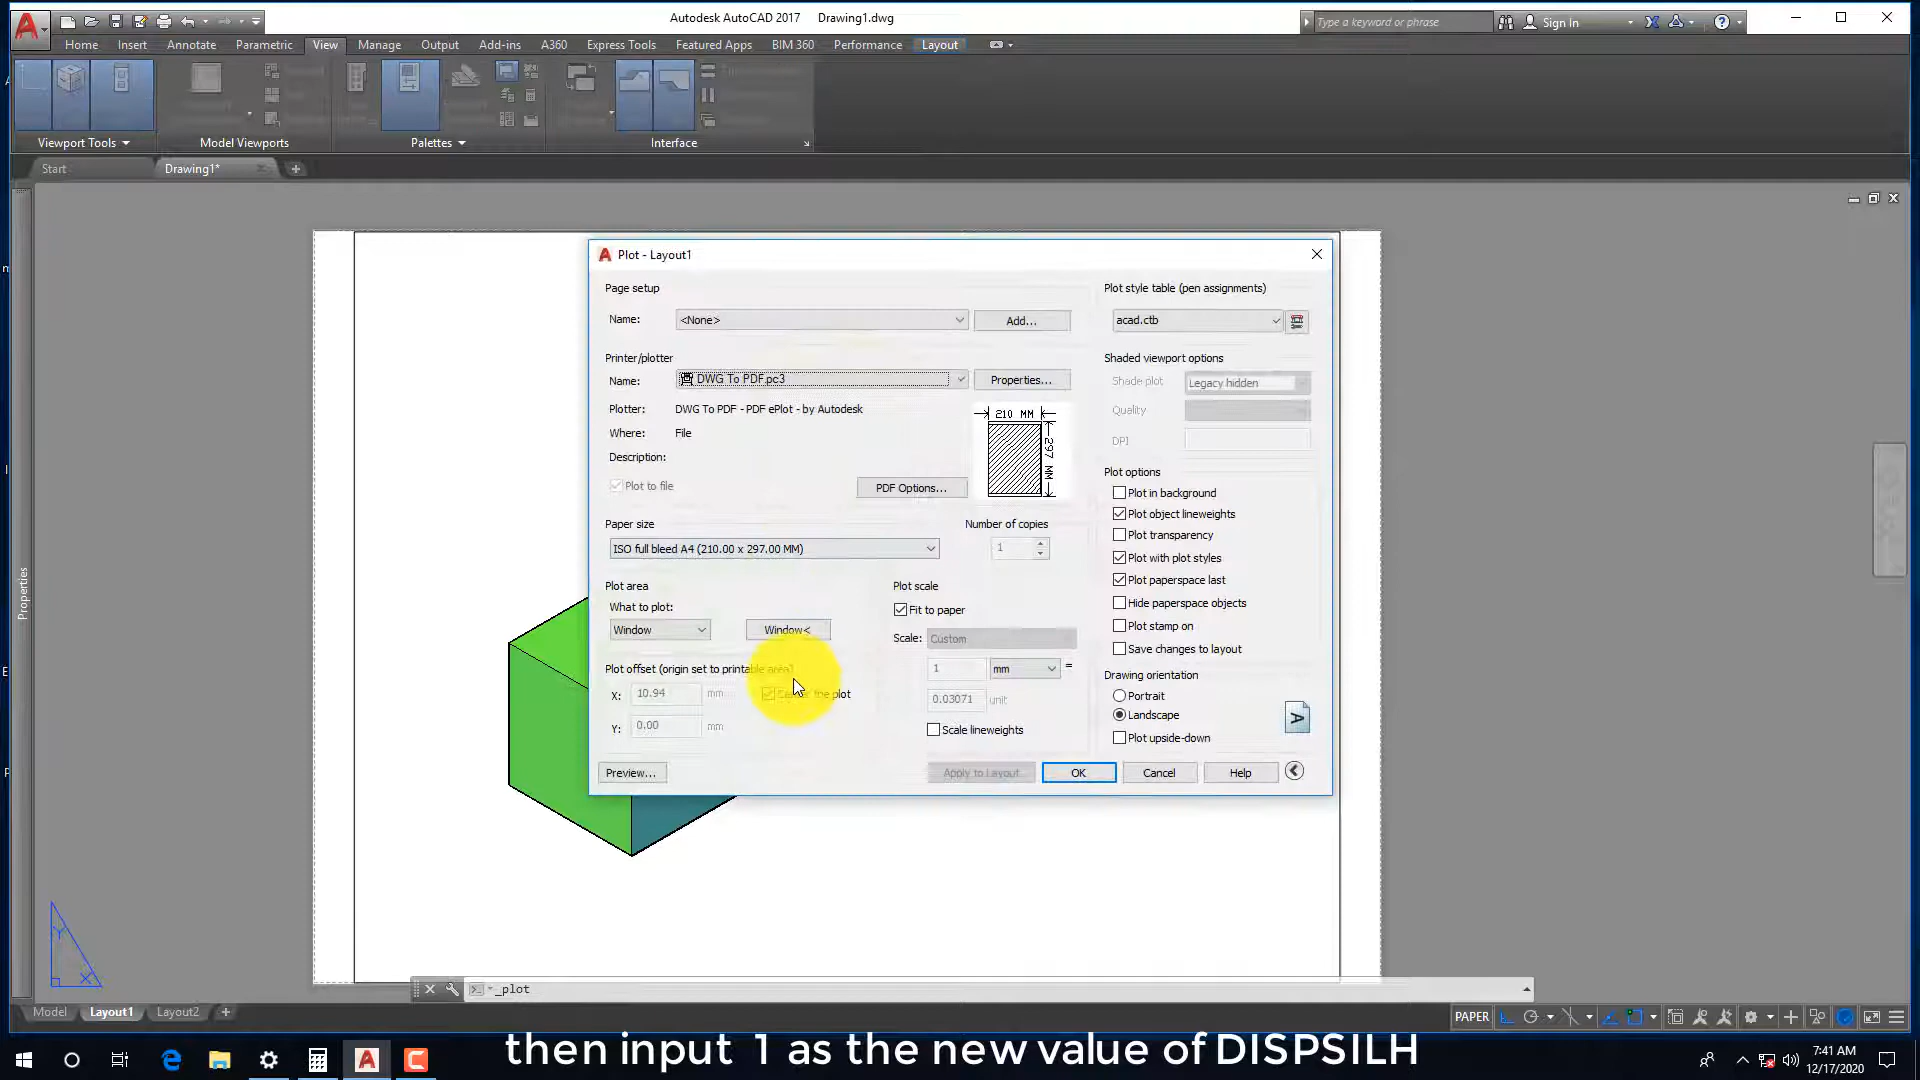 Autodesk AutoCAD 2017 Drawing1.dwg
Type a keyword or phrase
Sign In
Home Insert Annotate Parametric View Manage Output Add-ins A360 Express Tools Featured Apps BIM 360 Performance Layout
Viewport Tools Model Viewports Palettes Interface
Start Drawing1*
Plot - Layout1
Page setup
Name: <None> Add...
Plot style table (pen assignments)
acad.ctb
Printer/plotter
Name: DWG To PDF.pc3 Properties...
Plotter: DWG To PDF - PDF ePlot - by Autodesk
Where: File
Description:
Plot to file
PDF Options...
210 MM
297 MM
Shaded viewport options
Shade plot Legacy hidden
Quality
DPI
Paper size
ISO full bleed A4 (210.00 x 297.00 MM)
Number of copies
1
Plot options
Plot in background
Plot object lineweights
Plot transparency
Plot with plot styles
Plot paperspace last
Hide paperspace objects
Plot stamp on
Save changes to layout
Plot area
What to plot:
Window Window<
Plot scale
Fit to paper
Scale: Custom
1 mm =
0.03071 unit
Scale lineweights
Plot offset (origin set to printable area)
X: 10.94 mm Center the plot
Y: 0.00 mm
Drawing orientation
Portrait
Landscape
Plot upside-down
A
Preview... Apply to Layout OK Cancel Help
Properties
Y
X
_plot
Model Layout1 Layout2 +
PAPER
then input 1 as the new value of DISPSILH
7:41 AM
12/17/2020